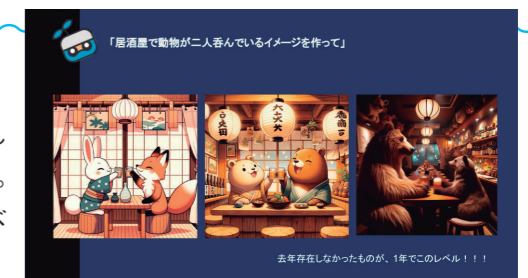 「居酒屋で動物が二人呑んでいるイメージを作って」
去年存在しなかったものが、1年でこのレベル！！！